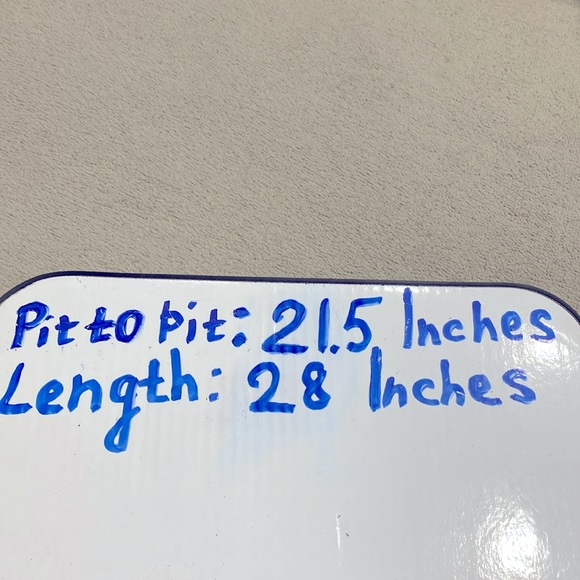 Pit to pit: 21.5 Inches
Length: 28 Inches